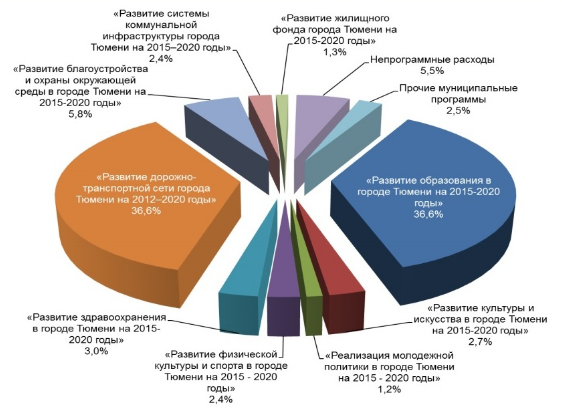 «Развитие системы
коммунальной
инфраструктуры города
Тюмени на 2015–2020 годы»
2,4%
«Развитие жилищного
фонда города Тюмени на
2015-2020 годы»
1,3%
Непрограммные расходы
5,5%
Прочие муниципальные
программы
2,5%
«Развитие благоустройства
и охраны окружающей
среды в городе Тюмени на
2015-2020 годы»
5,8%
«Развитие дорожно-
транспортной сети города
Тюмени на 2012–2020 годы»
36,6%
«Развитие образования в
городе Тюмени на 2015-2020
годы»
36,6%
«Развитие здравоохранения
в городе Тюмени на 2015-
2020 годы»
3,0%
«Развитие физической
культуры и спорта в городе
Тюмени на 2015 - 2020
годы»
2,4%
«Реализация молодежной
политики в городе Тюмени
на 2015 - 2020 годы»
1,2%
«Развитие культуры и
искусства в городе Тюмени
на 2015-2020 годы»
2,7%